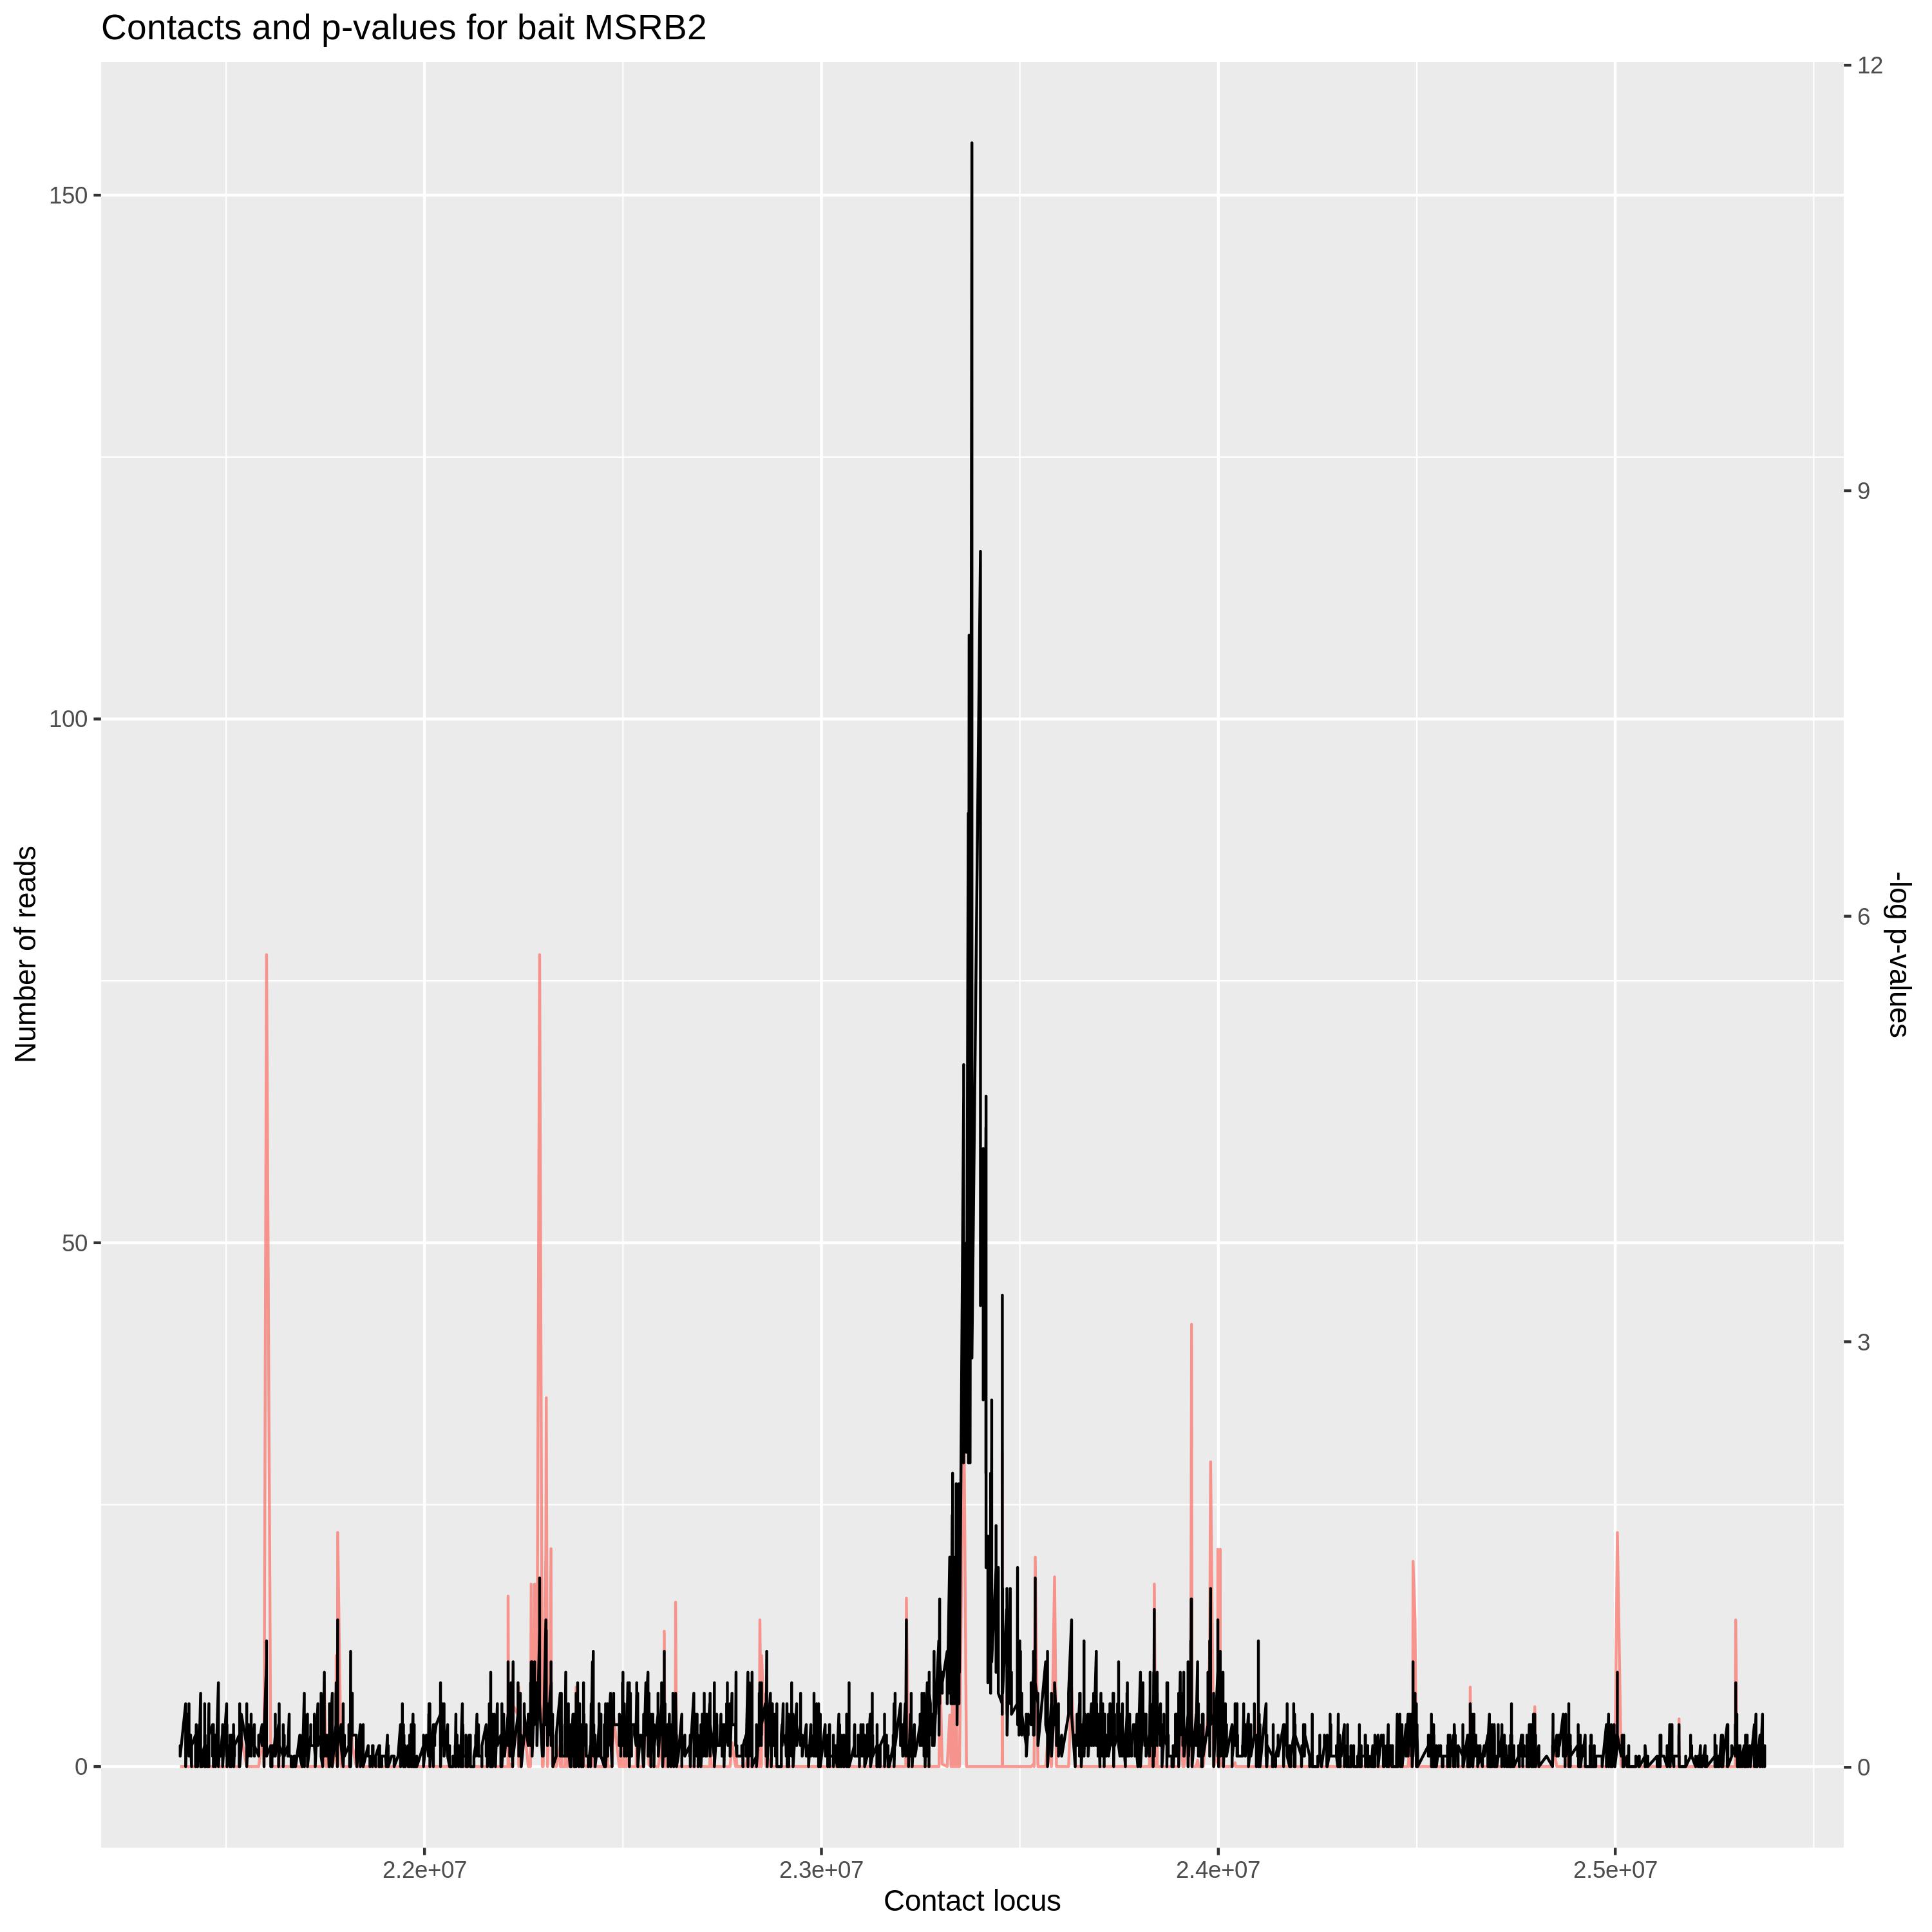 Contacts and p-values for bait MSRB2
150
100
50
0
Number of reads
12
9
6
3
0
-log p-values
2.2e+07
2.3e+07
2.4e+07
2.5e+07
Contact locus